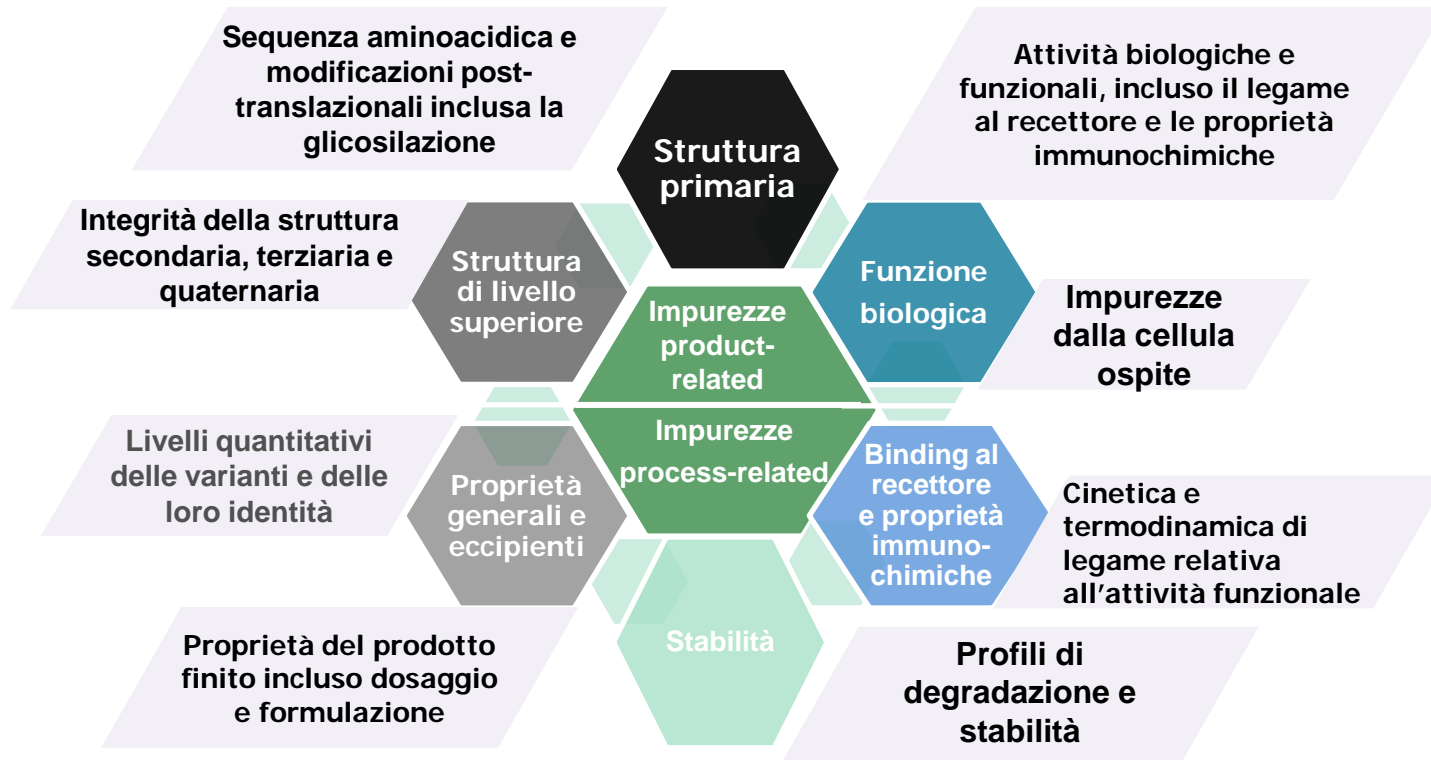 Sequenza aminoacidica e
modificazioni post-
translazionali inclusa la
glicosilazione
Struttura
primaria
Attività biologiche e
funzionali, incluso il legame
al recettore e le proprietà
immunochimiche
Integrità della struttura
secondaria, terziaria e
quaternaria
Struttura
di livello
superiore
Impurezze
product-
related
Funzione
biologica
Impurezze
dalla cellula
ospite
Livelli quantitativi
delle varianti e delle
loro identità
Proprietà
generali e
eccipienti
Impurezze
process-related
Binding al
recettore
e proprietà
immuno-
chimiche
Cinetica e
termodinamica di
legame relativa
all'attività funzionale
Proprietà del prodotto
finito incluso dosaggio
e formulazione
Stabilità
Profili di
degradazione e
stabilità